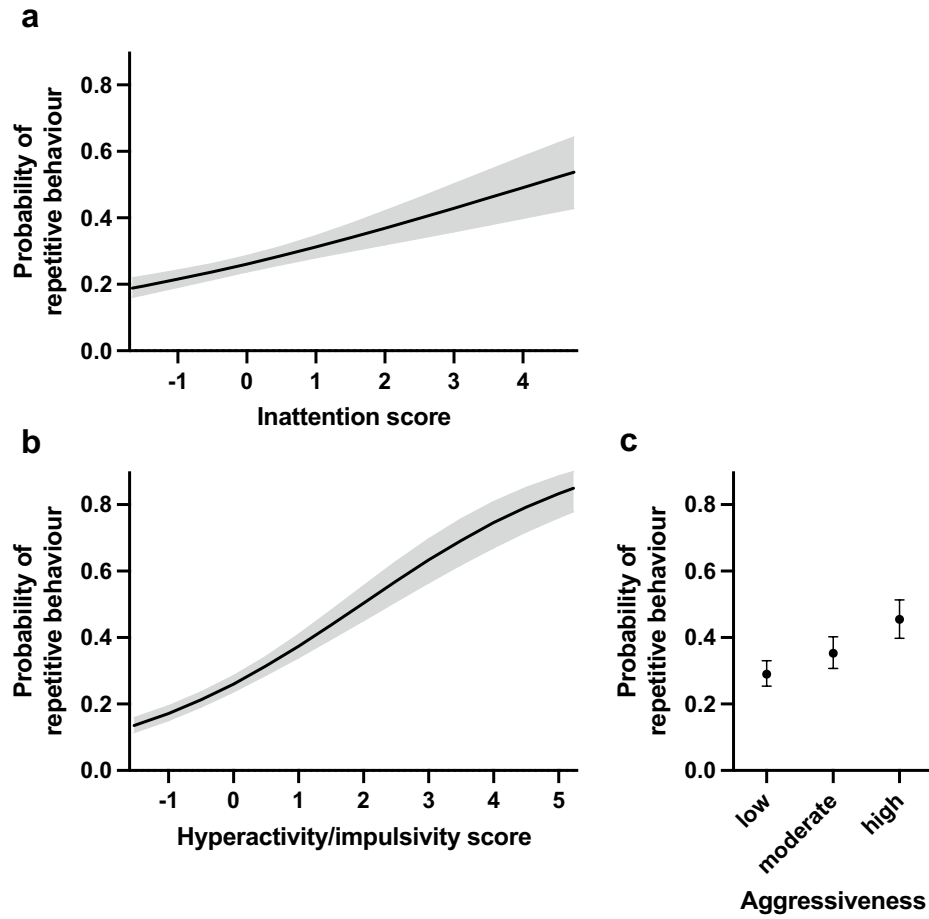 a
Probability of
repetitive behaviour
0.8
0.6
0.4
0.2
0.0
-1 0 1 2 3 4
Inattention score
b
Probability of
repetitive behaviour
0.8
0.6
0.4
0.2
0.0
-1 0 1 2 3 4 5
Hyperactivity/impulsivity score
c
Probability of
repetitive behaviour
0.8
0.6
0.4
0.2
0.0
low
moderate
high
Aggressiveness